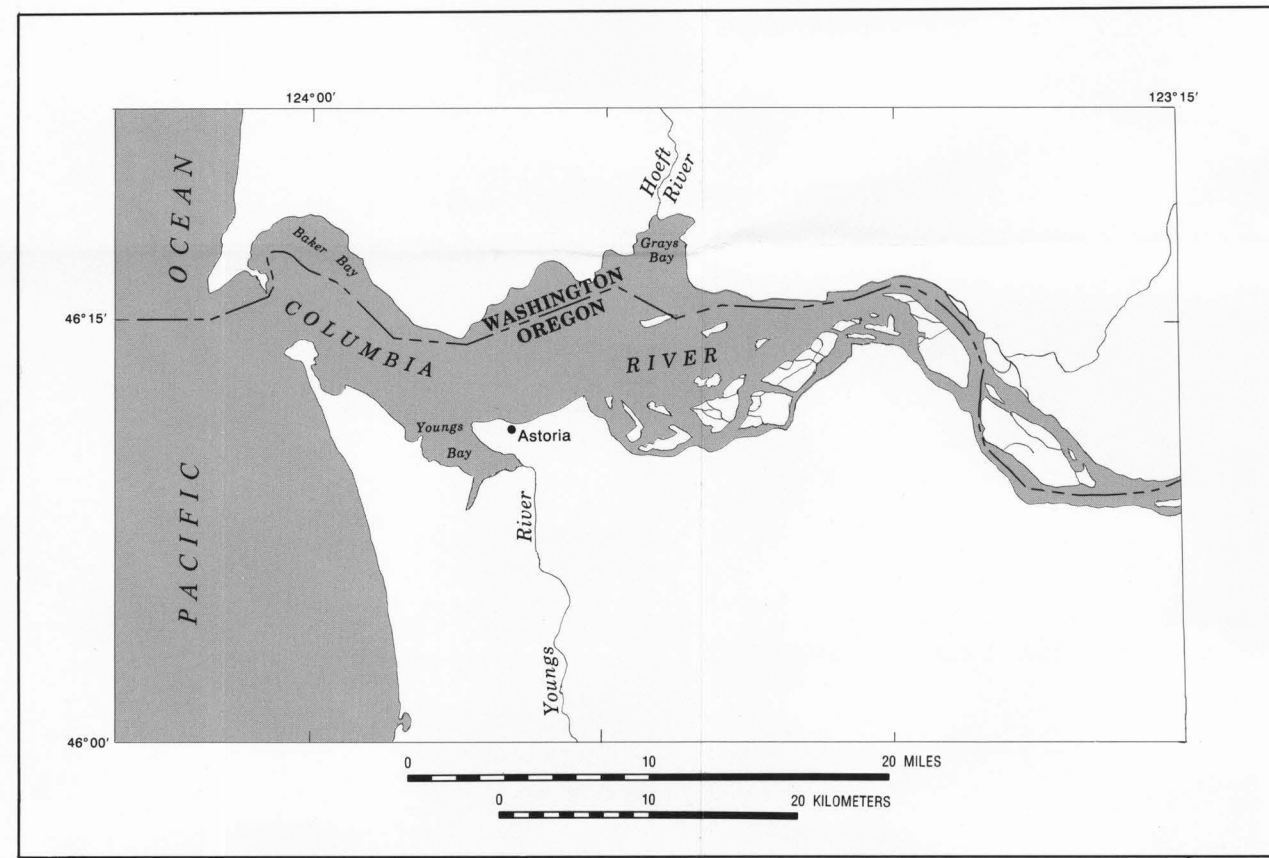 124°00′
123°15′
PACIFIC OCEAN
Hoeft
River
Baker Bay
Grays
Bay
WASHINGTON
OREGON
46°15′
COLUMBIA RIVER
Youngs
Bay
Astoria
Youngs River
46°00′
0 10 20 MILES
0 10 20 KILOMETERS